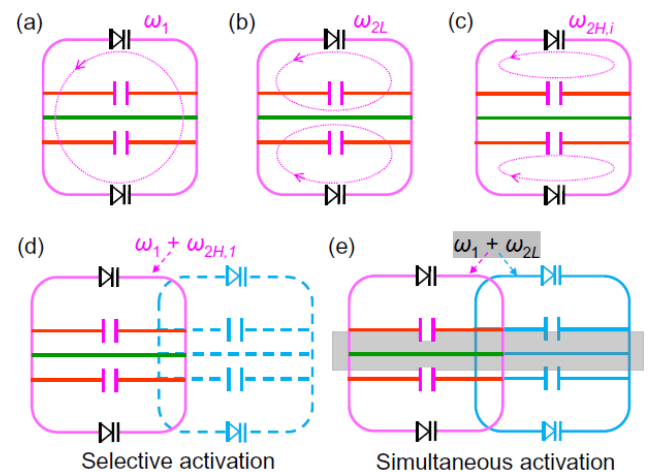 (a) ω₁ (b) ω₂L (c) ω₂H,i
(d) ω₁ + ω₂H,₁ (e) ω₁ + ω₂L
Selective activation Simultaneous activation